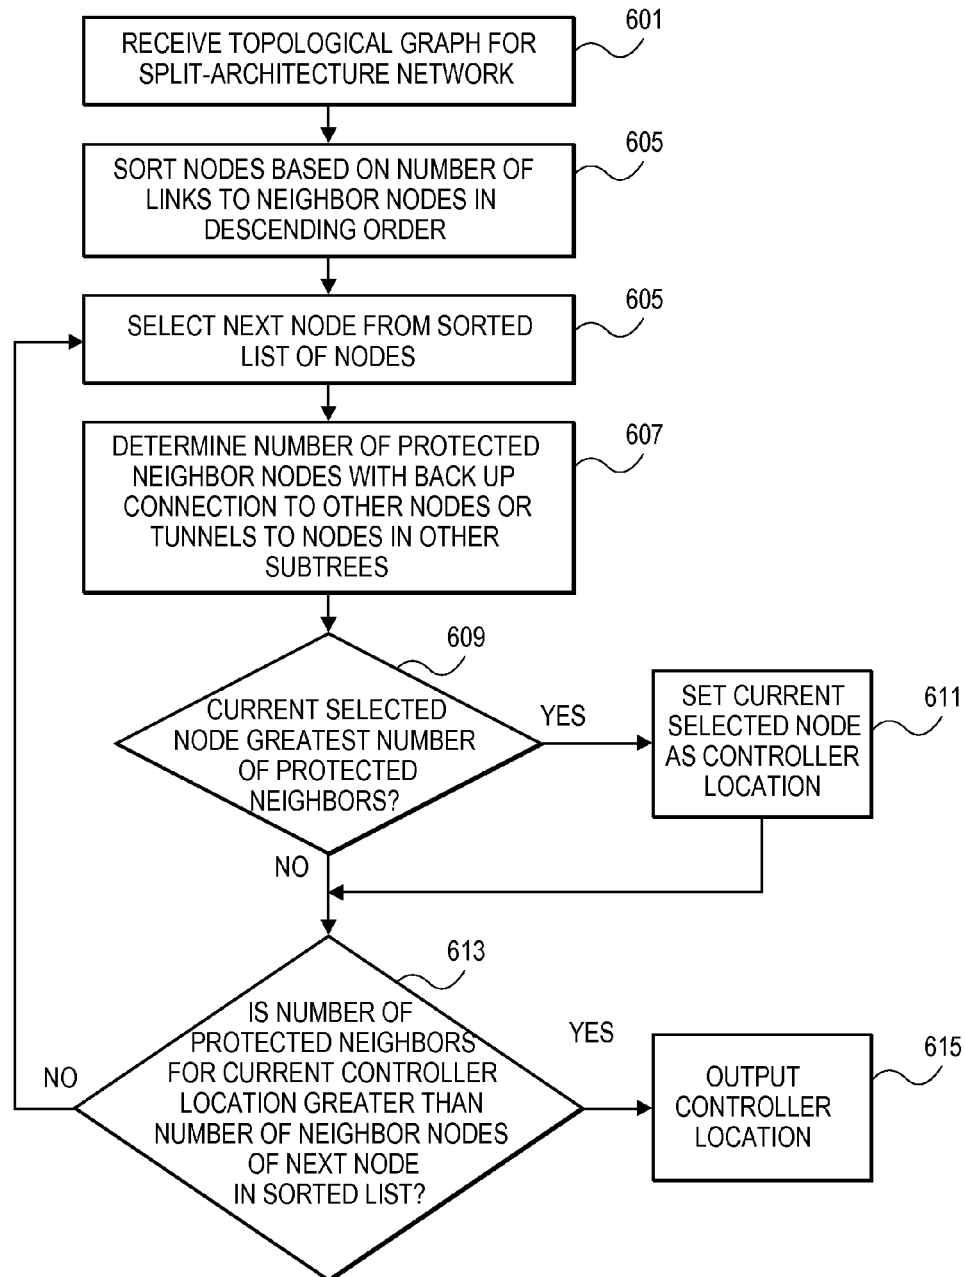 RECEIVE TOPOLOGICAL GRAPH FOR
SPLIT-ARCHITECTURE NETWORK
601
SORT NODES BASED ON NUMBER OF
LINKS TO NEIGHBOR NODES IN
DESCENDING ORDER
605
SELECT NEXT NODE FROM SORTED
LIST OF NODES
605
DETERMINE NUMBER OF PROTECTED
NEIGHBOR NODES WITH BACK UP
CONNECTION TO OTHER NODES OR
TUNNELS TO NODES IN OTHER
SUBTREES
607
CURRENT SELECTED
NODE GREATEST NUMBER
OF PROTECTED
NEIGHBORS?
609
YES
SET CURRENT
SELECTED NODE
AS CONTROLLER
LOCATION
611
NO
IS NUMBER OF
PROTECTED NEIGHBORS
FOR CURRENT CONTROLLER
LOCATION GREATER THAN
NUMBER OF NEIGHBOR NODES
OF NEXT NODE
IN SORTED LIST?
613
NO
YES
OUTPUT
CONTROLLER
LOCATION
615